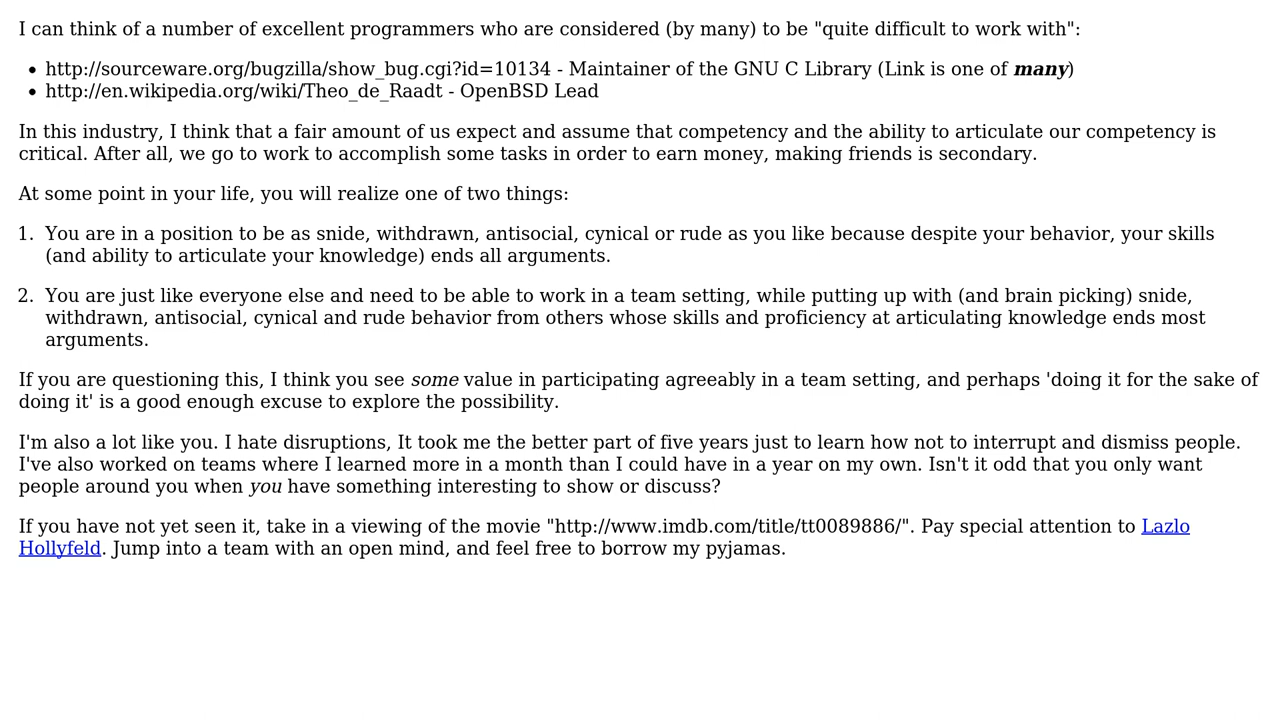 I can think of a number of excellent programmers who are considered (by many) to be "quite difficult to work with":
• http://sourceware.org/bugzilla/show_bug.cgi?id=10134 - Maintainer of the GNU C Library (Link is one of many)
• http://en.wikipedia.org/wiki/Theo_de_Raadt - OpenBSD Lead
In this industry, I think that a fair amount of us expect and assume that competency and the ability to articulate our competency is
critical. After all, we go to work to accomplish some tasks in order to earn money, making friends is secondary.
At some point in your life, you will realize one of two things:
1. You are in a position to be as snide, withdrawn, antisocial, cynical or rude as you like because despite your behavior, your skills
(and ability to articulate your knowledge) ends all arguments.
2. You are just like everyone else and need to be able to work in a team setting, while putting up with (and brain picking) snide,
withdrawn, antisocial, cynical and rude behavior from others whose skills and proficiency at articulating knowledge ends most
arguments.
If you are questioning this, I think you see some value in participating agreeably in a team setting, and perhaps 'doing it for the sake of
doing it' is a good enough excuse to explore the possibility.
I'm also a lot like you. I hate disruptions, It took me the better part of five years just to learn how not to interrupt and dismiss people.
I've also worked on teams where I learned more in a month than I could have in a year on my own. Isn't it odd that you only want
people around you when you have something interesting to show or discuss?
If you have not yet seen it, take in a viewing of the movie "http://www.imdb.com/title/tt0089886/". Pay special attention to Lazlo
Hollyfeld. Jump into a team with an open mind, and feel free to borrow my pyjamas.